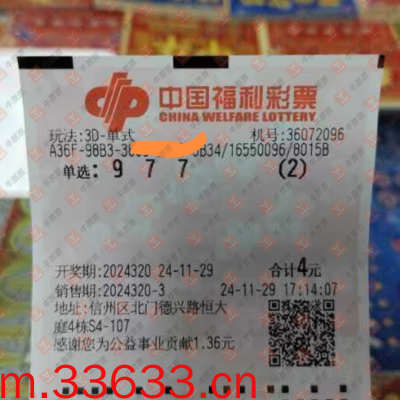 中国福利彩票
CHINA WELFARE LOTTERY
玩法:3D-单式 机号:36072096
A36F-98B3- B34/16550096/8015B
单选: 9 7 7 (2)
开奖期:2024320 24-11-29 合计4元
销售期:2024320-3 24-11-29 17:14:07
地址:信州区北门德兴路恒大
庭4栋S4-107
感谢您为公益事业贡献1.36元
m.33633.com.cn